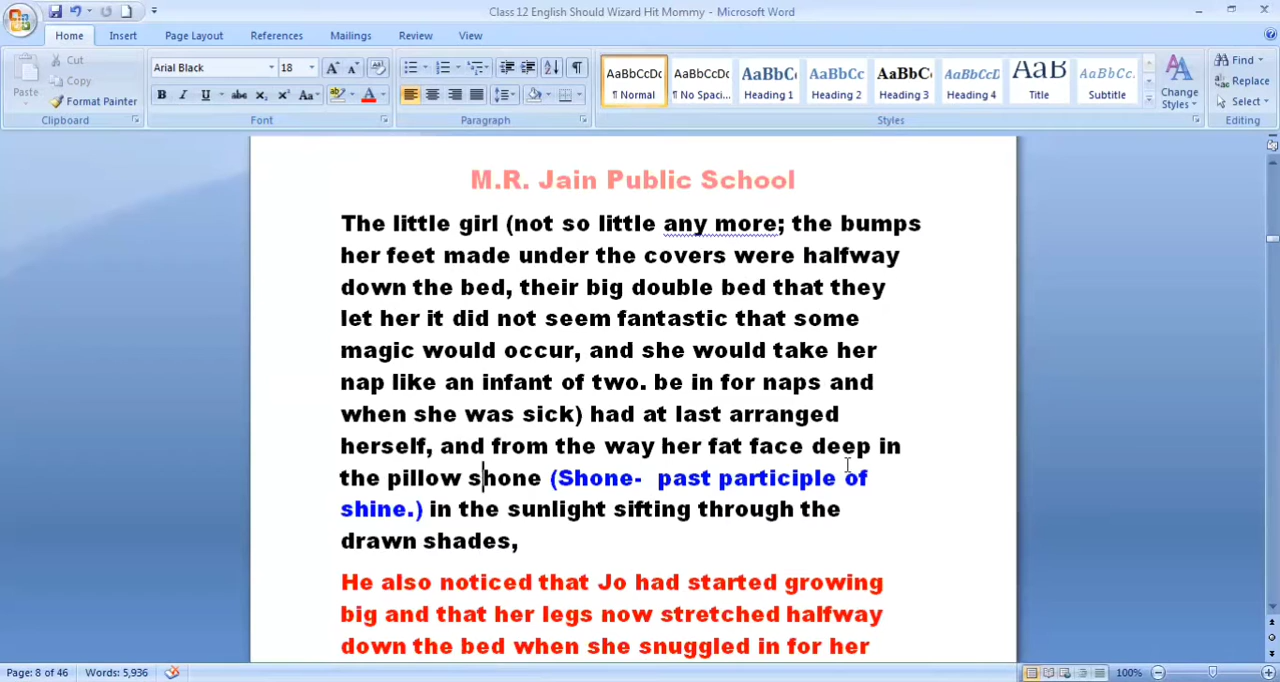 Class 12 English Should Wizard Hit Mommy - Microsoft Word
Home Insert Page Layout References Mailings Review View
Paste
Cut
Copy
Format Painter
Clipboard
Arial Black 18
B I U abc x₂ x² Aa A
Font
Paragraph
AaBbCcDc AaBbCcDc AaBbC AaBbCc AaBbC AaBbCcD AaB AaBbCc.
¶ Normal ¶ No Spaci... Heading 1 Heading 2 Heading 3 Heading 4 Title Subtitle
Styles
Change Styles
Find
Replace
Select
Editing
M.R. Jain Public School
The little girl (not so little any more; the bumps
her feet made under the covers were halfway
down the bed, their big double bed that they
let her it did not seem fantastic that some
magic would occur, and she would take her
nap like an infant of two. be in for naps and
when she was sick) had at last arranged
herself, and from the way her fat face deep in
the pillow shone (Shone- past participle of
shine.) in the sunlight sifting through the
drawn shades,
He also noticed that Jo had started growing
big and that her legs now stretched halfway
down the bed when she snuggled in for her
Page: 8 of 46 Words: 5,936 100%